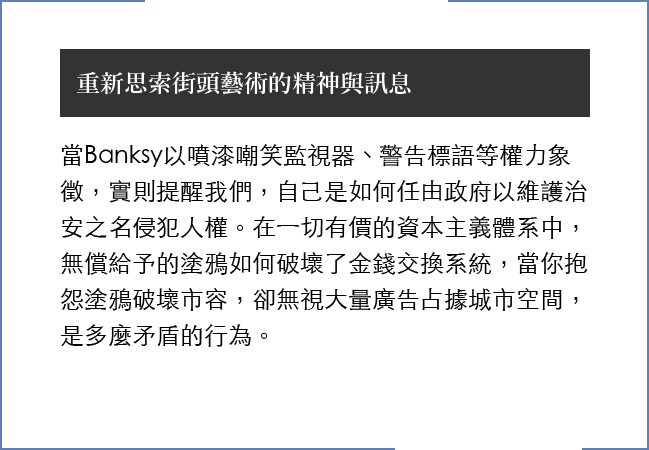 重新思索街頭藝術的精神與訊息
當Banksy以噴漆嘲笑監視器、警告標語等權力象
徵，實則提醒我們，自己是如何任由政府以維護治
安之名侵犯人權。在一切有價的資本主義體系中，
無償給予的塗鴉如何破壞了金錢交換系統，當你抱
怨塗鴉破壞市容，卻無視大量廣告占據城市空間，
是多麼矛盾的行為。